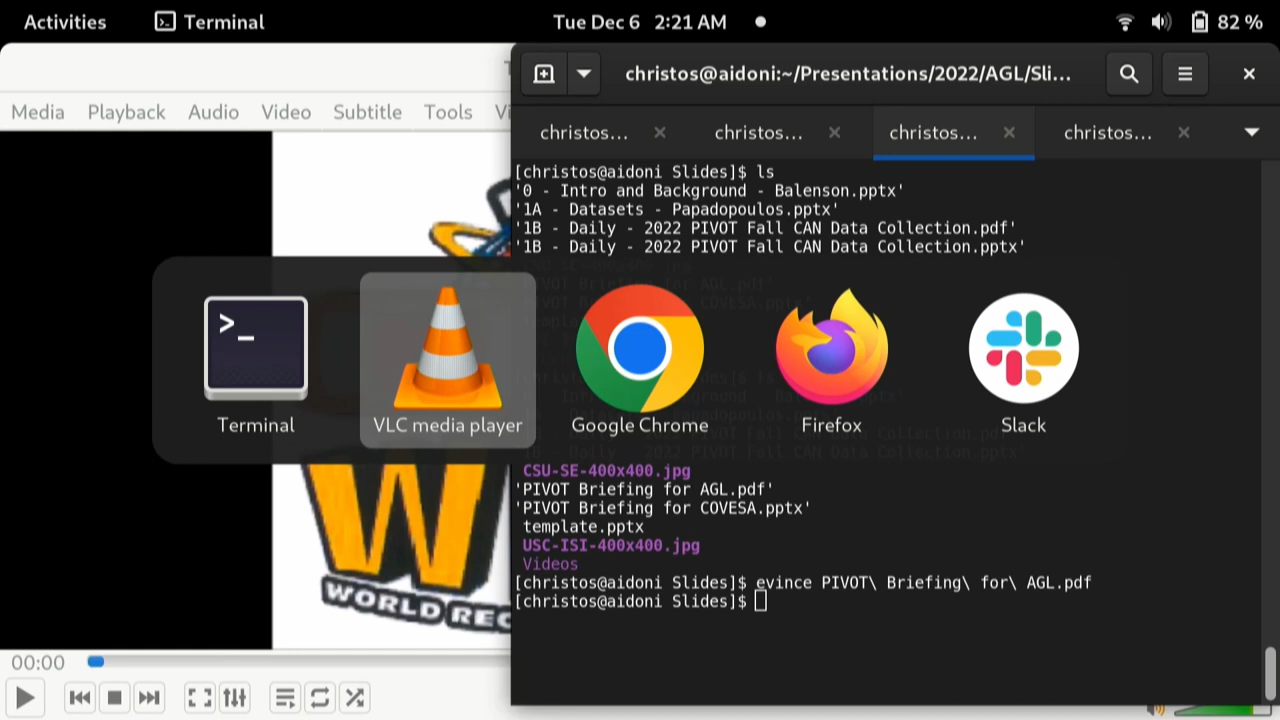 Activities
Terminal
Tue Dec 6 2:21 AM
82 %
christos@aidoni:~/Presentations/2022/AGL/Sli...
Media Playback Audio Video Subtitle Tools
christos... christos... christos... christos...
[christos@aidoni Slides]$ ls
'0 - Intro and Background - Balenson.pptx'
'1A - Datasets - Papadopoulos.pptx'
'1B - Daily - 2022 PIVOT Fall CAN Data Collection.pdf'
'1B - Daily - 2022 PIVOT Fall CAN Data Collection.pptx'
>_
Terminal
VLC media player
Google Chrome
Firefox
Slack
CSU-SE-400x400.jpg
'PIVOT Briefing for AGL.pdf'
'PIVOT Briefing for COVESA.pptx'
template.pptx
USC-ISI-400x400.jpg
Videos
[christos@aidoni Slides]$ evince PIVOT\ Briefing\ for\ AGL.pdf
[christos@aidoni Slides]$
W
WORLD REC
00:00